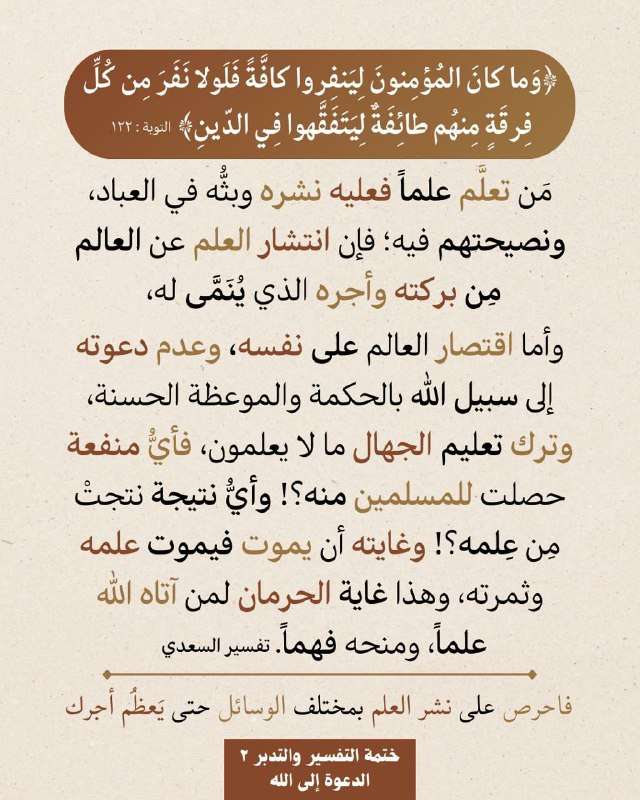 ﴿وَما كانَ المُؤمِنونَ لِيَنفِروا كافَّةً فَلَولا نَفَرَ مِن كُلِّ
فِرقَةٍ مِنهُم طائِفَةٌ لِيَتَفَقَّهوا فِي الدّينِ﴾ التوبة : ١٢٢
مَن تعلَّم علماً فعليه نشره وبثُّه في العباد،
ونصيحتهم فيه؛ فإن انتشار العلم عن العالم
مِن بركته وأجره الذي يُنَمَّى له،
وأما اقتصار العالم على نفسه، وعدم دعوته
إلى سبيل الله بالحكمة والموعظة الحسنة،
وترك تعليم الجهال ما لا يعلمون، فأيُّ منفعة
حصلت للمسلمين منه؟! وأيُّ نتيجة نتجتْ
مِن عِلمه؟! وغايته أن يموت فيموت علمه
وثمرته، وهذا غاية الحرمان لمن آتاه الله
علماً، ومنحه فهماً. تفسير السعدي
فاحرص على نشر العلم بمختلف الوسائل حتى يَعظُم أجرك
ختمة التفسير والتدبر ٢
الدعوة إلى الله